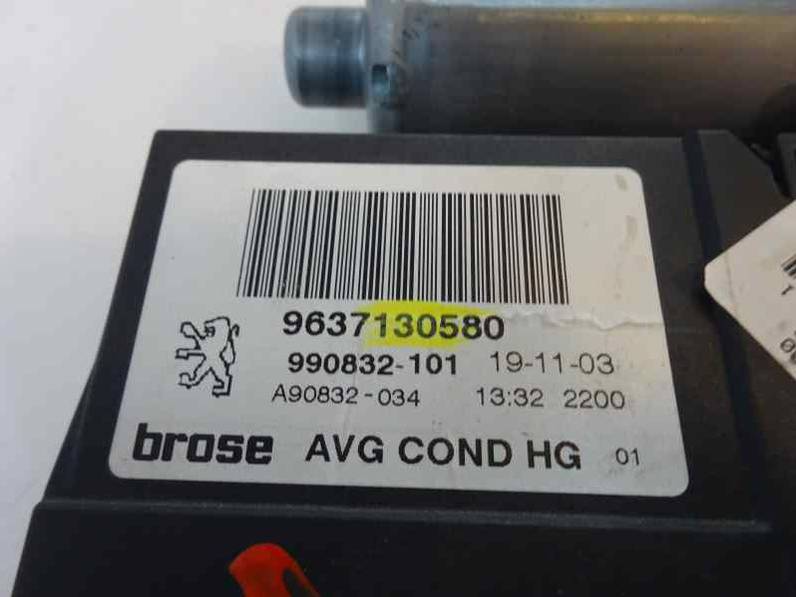 9637130580
990832-101 19-11-03
A90832-034 13:32 2200
brose AVG COND HG 01